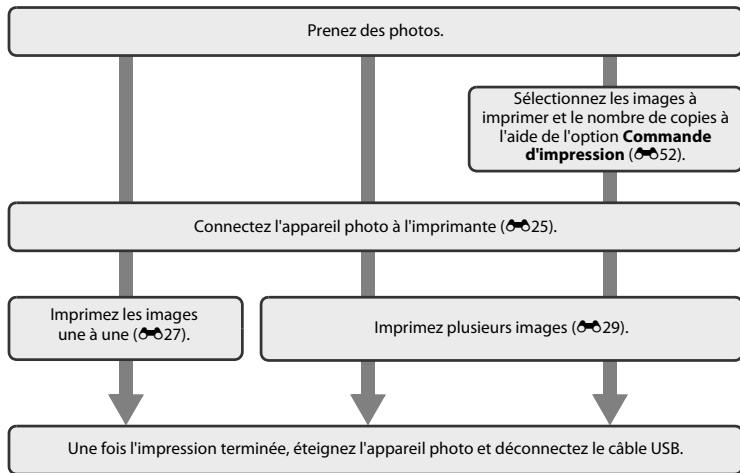 Prenez des photos.
Sélectionnez les images à
imprimer et le nombre de copies à
l'aide de l'option Commande
d'impression (52).
Connectez l'appareil photo à l'imprimante (25).
Imprimez les images
une à une (27).
Imprimez plusieurs images (29).
Une fois l'impression terminée, éteignez l'appareil photo et déconnectez le câble USB.